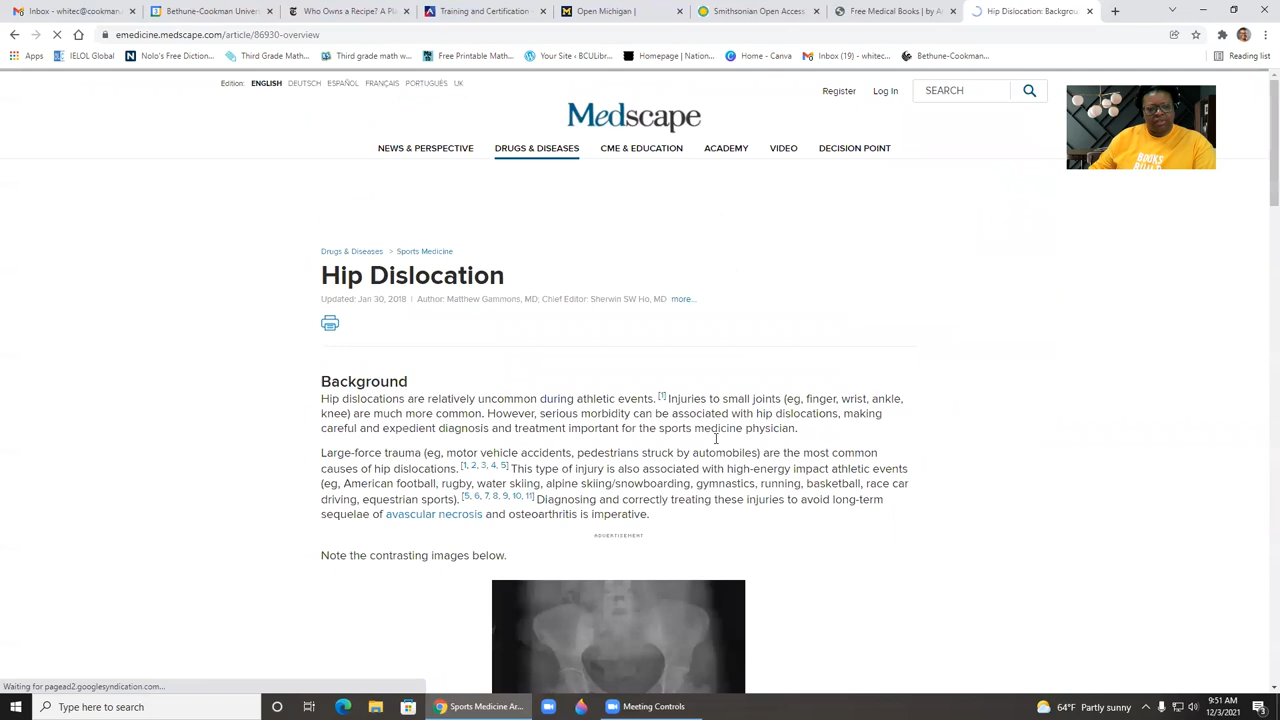 Inbox (19) - whitec@cookman
Bethune-Cookman Univer
Who Owns a Recipe? A Pl
Education & Training - Ame
Open Michigan |
Smithsonian Open Access
Free Medical Books | by A
Hip Dislocation: Backgrou
emedicine.medscape.com/article/86930-overview
Apps
IELOL Global
Nolo's Free Diction...
Third Grade Math -...
Third grade math w...
Free Printable Math...
Your Site ‹ BCULibr...
Homepage | Nation...
Home - Canva
Inbox (19) - whitec...
Bethune-Cookman...
Reading list
Edition: ENGLISH DEUTSCH ESPAÑOL FRANÇAIS PORTUGUÊS UK
Register
Log In
SEARCH
Medscape
NEWS & PERSPECTIVE
DRUGS & DISEASES
CME & EDUCATION
ACADEMY
VIDEO
DECISION POINT
BOOKS
Drugs & Diseases > Sports Medicine
Hip Dislocation
Updated: Jan 30, 2018 | Author: Matthew Gammons, MD; Chief Editor: Sherwin SW Ho, MD more...
Background
Hip dislocations are relatively uncommon during athletic events. [1] Injuries to small joints (eg, finger, wrist, ankle,
knee) are much more common. However, serious morbidity can be associated with hip dislocations, making
careful and expedient diagnosis and treatment important for the sports medicine physician.
Large-force trauma (eg, motor vehicle accidents, pedestrians struck by automobiles) are the most common
causes of hip dislocations. [1, 2, 3, 4, 5] This type of injury is also associated with high-energy impact athletic events
(eg, American football, rugby, water skiing, alpine skiing/snowboarding, gymnastics, running, basketball, race car
driving, equestrian sports). [5, 6, 7, 8, 9, 10, 11] Diagnosing and correctly treating these injuries to avoid long-term
sequelae of avascular necrosis and osteoarthritis is imperative.
ADVERTISEMENT
Note the contrasting images below.
Waiting for pagead2.googlesyndication.com...
Type here to search
Sports Medicine Ar...
Meeting Controls
64°F Partly sunny
9:51 AM
12/3/2021